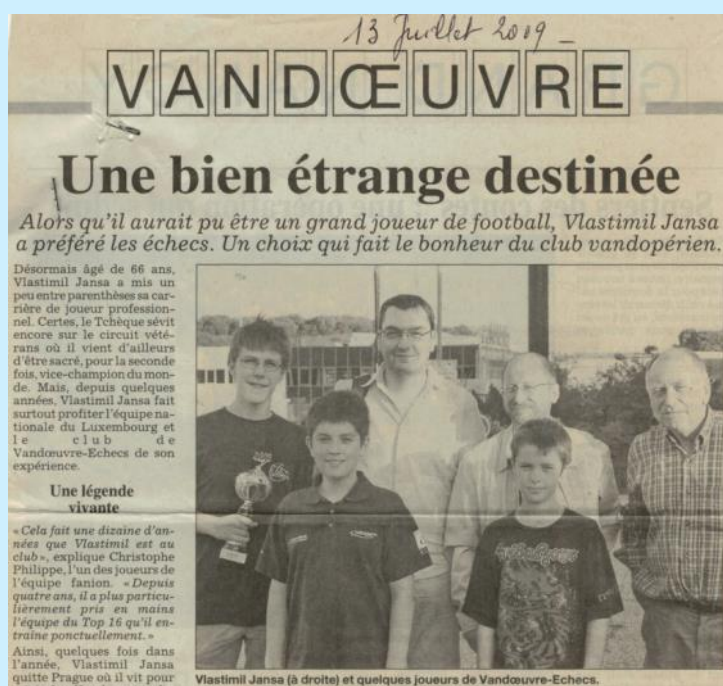 13 Juillet 2009 _
VANDŒUVRE
Une bien étrange destinée
Alors qu'il aurait pu être un grand joueur de football, Vlastimil Jansa
a préféré les échecs. Un choix qui fait le bonheur du club vandopérien.
Désormais âgé de 66 ans,
Vlastimil Jansa a mis un
peu entre parenthèses sa car-
rière de joueur profession-
nel. Certes, le Tchèque sévit
encore sur le circuit vété-
rans où il vient d'ailleurs
d'être sacré, pour la seconde
fois, vice-champion du mon-
de. Mais, depuis quelques
années, Vlastimil Jansa fait
surtout profiter l'équipe na-
tionale du Luxembourg et
le club de
Vandœuvre-Echecs de son
expérience.
Une légende
vivante
« Cela fait une dizaine d'an-
nées que Vlastimil est au
club », explique Christophe
Philippe, l'un des joueurs de
l'équipe fanion. « Depuis
quatre ans, il a plus particu-
lièrement pris en mains
l'équipe du Top 16 qu'il en-
traîne ponctuellement. »
Ainsi, quelques fois dans
l'année, Vlastimil Jansa
quitte Prague où il vit pour
Vlastimil Jansa (à droite) et quelques joueurs de Vandœuvre-Echecs.